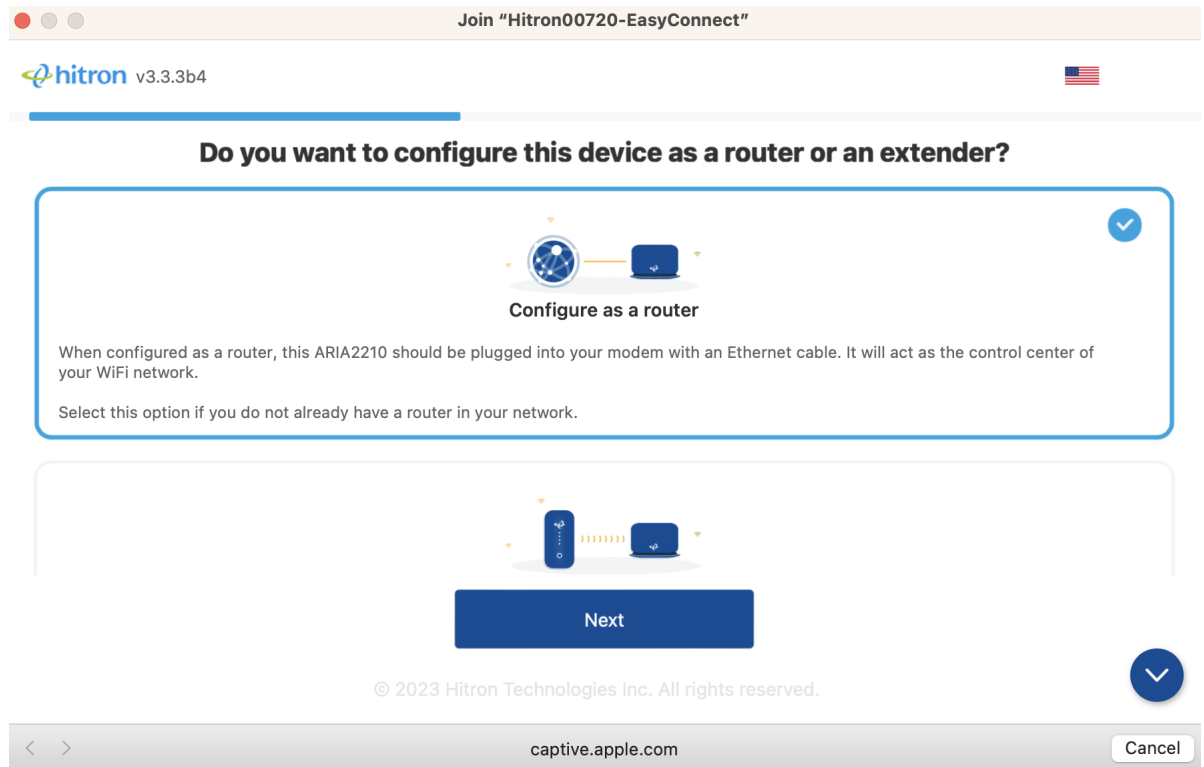 Join “Hitron00720-EasyConnect”
hitron v3.3.3b4
Do you want to configure this device as a router or an extender?
Configure as a router
When configured as a router, this ARIA2210 should be plugged into your modem with an Ethernet cable. It will act as the control center of
your WiFi network.
Select this option if you do not already have a router in your network.
Next
© 2023 Hitron Technologies Inc. All rights reserved.
captive.apple.com
Cancel